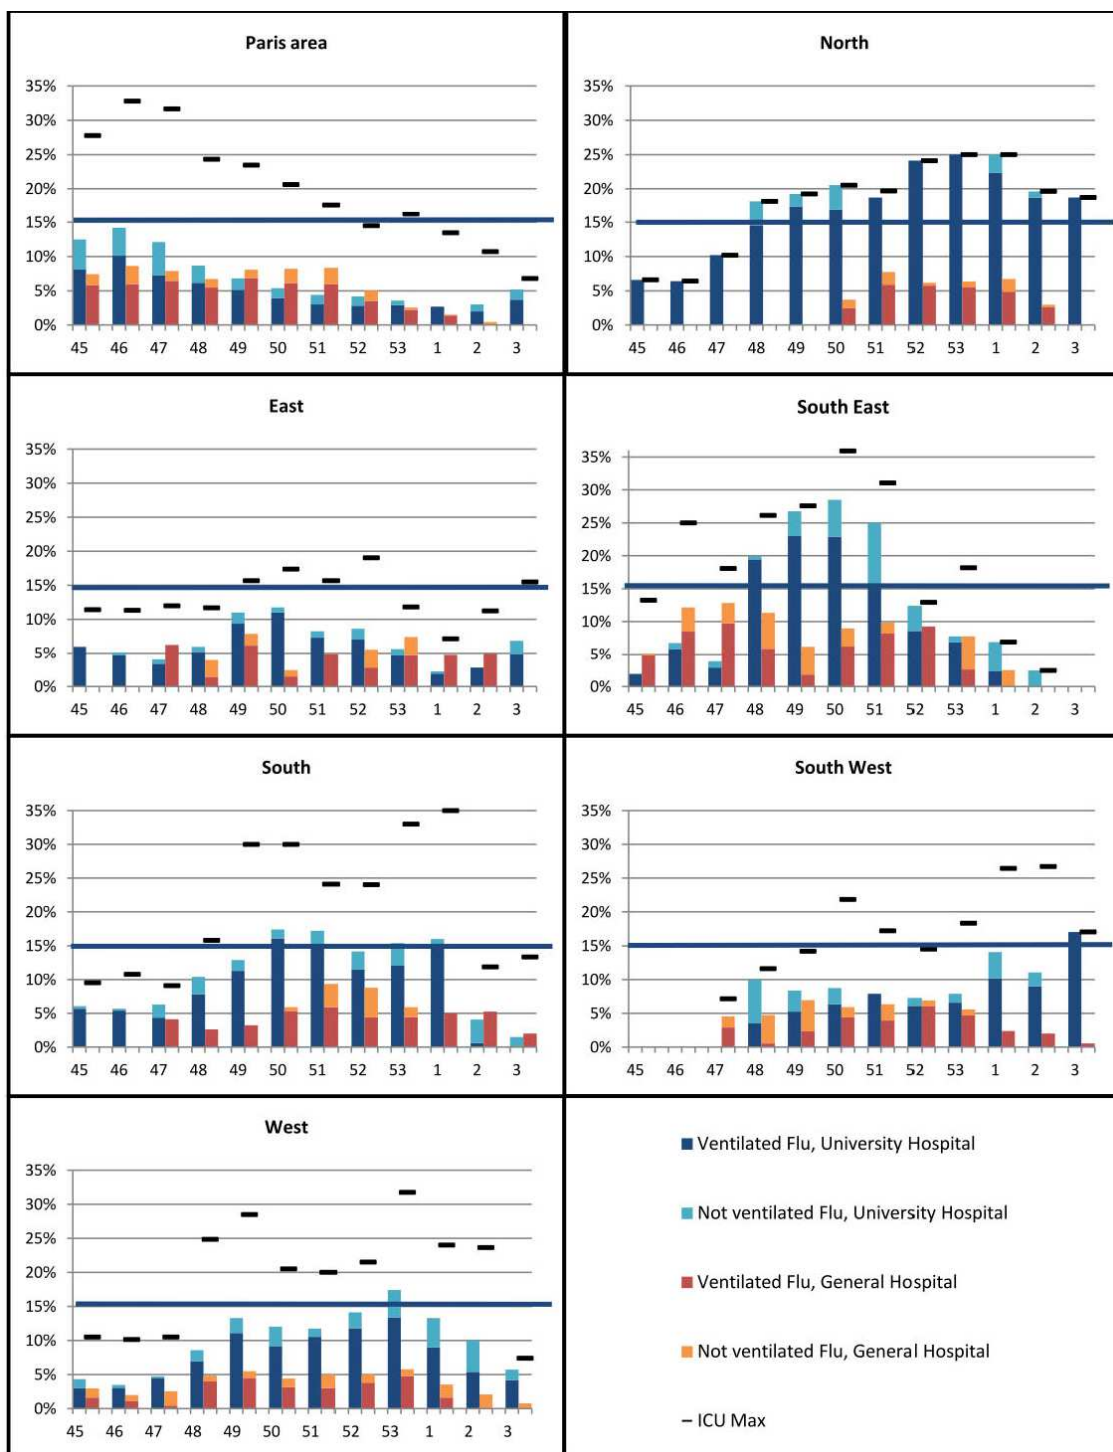 Paris area
35%
30%
25%
20%
15%
10%
5%
0%
45 46 47 48 49 50 51 52 53 1 2 3
North
35%
30%
25%
20%
15%
10%
5%
0%
45 46 47 48 49 50 51 52 53 1 2 3
East
35%
30%
25%
20%
15%
10%
5%
0%
45 46 47 48 49 50 51 52 53 1 2 3
South East
35%
30%
25%
20%
15%
10%
5%
0%
45 46 47 48 49 50 51 52 53 1 2 3
South
35%
30%
25%
20%
15%
10%
5%
0%
45 46 47 48 49 50 51 52 53 1 2 3
South West
35%
30%
25%
20%
15%
10%
5%
0%
45 46 47 48 49 50 51 52 53 1 2 3
West
35%
30%
25%
20%
15%
10%
5%
0%
45 46 47 48 49 50 51 52 53 1 2 3
Ventilated Flu, University Hospital
Not ventilated Flu, University Hospital
Ventilated Flu, General Hospital
Not ventilated Flu, General Hospital
ICU Max